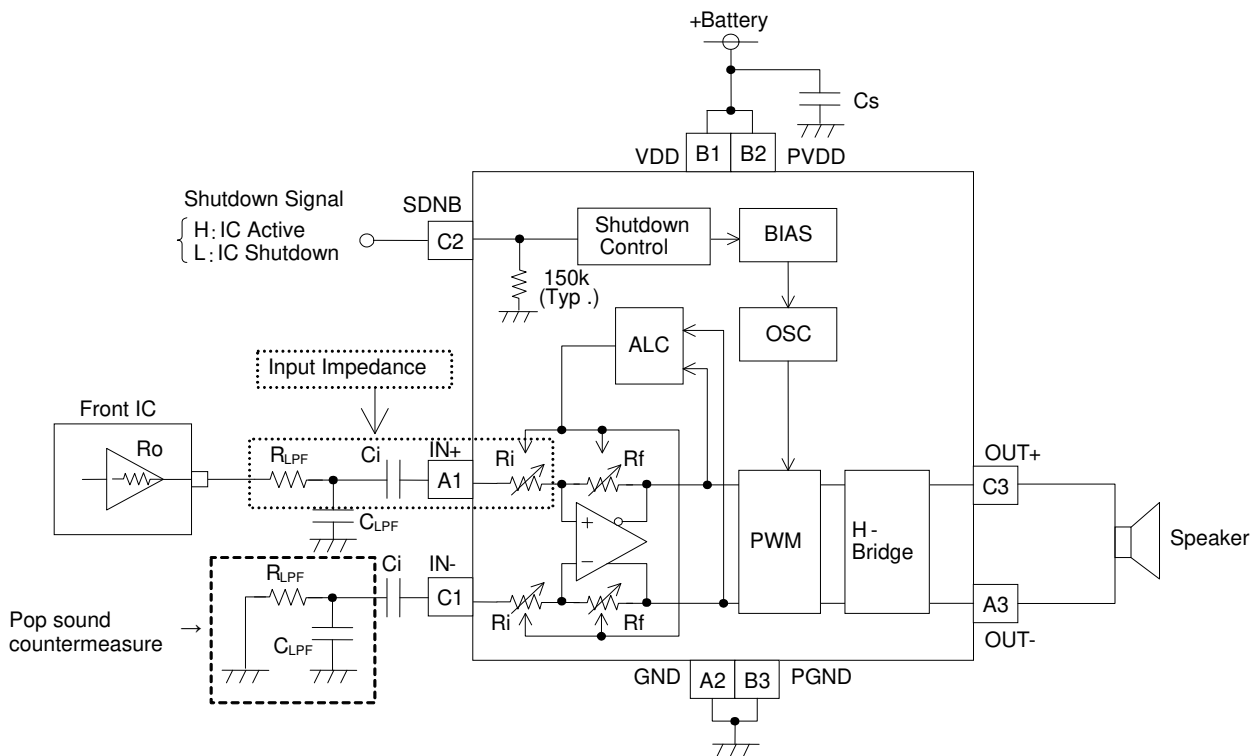 +Battery
Cs
VDD
B1
B2
PVDD
Shutdown Signal
H: IC Active
L: IC Shutdown
SDNB
C2
Shutdown
Control
BIAS
150k
(Typ .)
ALC
OSC
Input Impedance
Front IC
Ro
RLPF
Ci
IN+
A1
Ri
Rf
OUT+
C3
CLPF
+
−
PWM
H -
Bridge
Speaker
RLPF
Ci
IN-
C1
Ri
Rf
A3
OUT-
Pop sound
countermeasure →
CLPF
GND
A2
B3
PGND